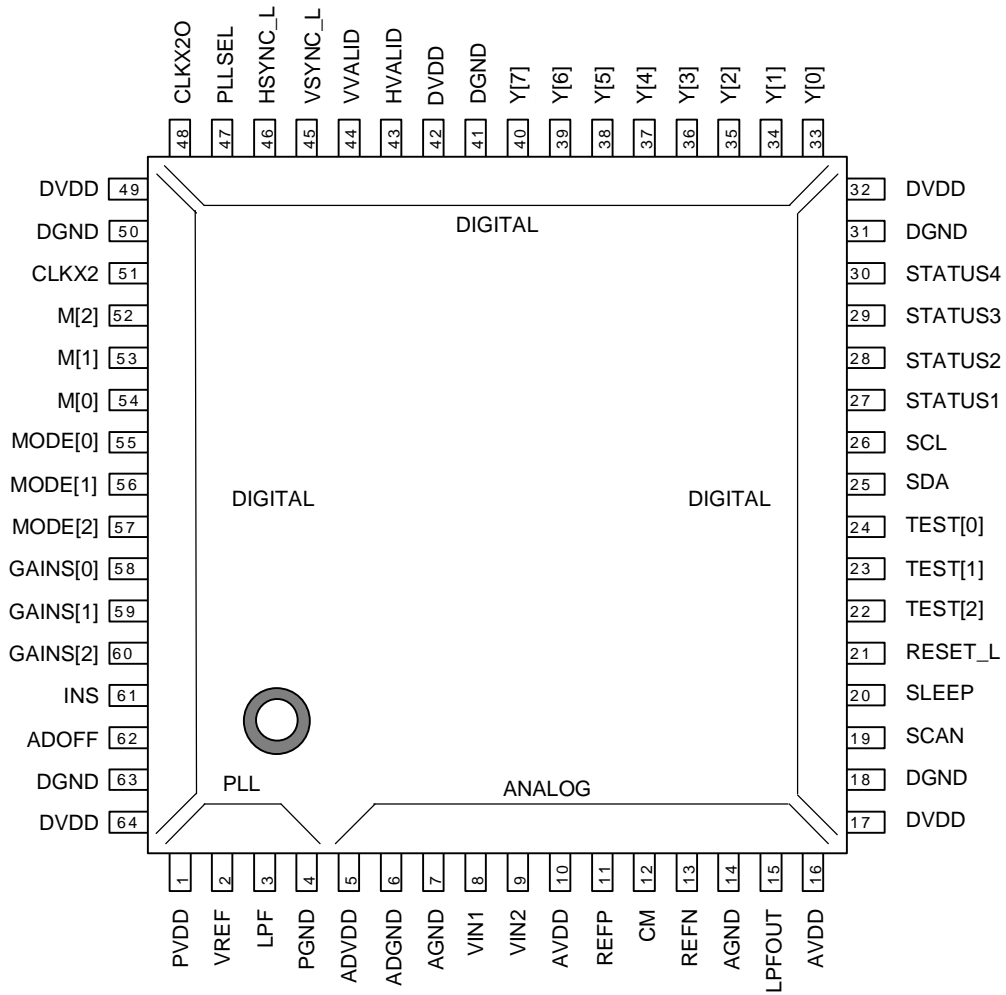 CLKX2O
PLLSEL
HSYNC_L
VSYNC_L
VVALID
HVALID
DVDD
DGND
Y[7]
Y[6]
Y[5]
Y[4]
Y[3]
Y[2]
Y[1]
Y[0]
48 47 46 45 44 43 42 41 40 39 38 37 36 35 34 33
DVDD 49
DGND 50
CLKX2 51
M[2] 52
M[1] 53
M[0] 54
MODE[0] 55
MODE[1] 56
MODE[2] 57
GAINS[0] 58
GAINS[1] 59
GAINS[2] 60
INS 61
ADOFF 62
DGND 63
DVDD 64
DIGITAL
DIGITAL
DIGITAL
PLL
ANALOG
32 DVDD
31 DGND
30 STATUS4
29 STATUS3
28 STATUS2
27 STATUS1
26 SCL
25 SDA
24 TEST[0]
23 TEST[1]
22 TEST[2]
21 RESET_L
20 SLEEP
19 SCAN
18 DGND
17 DVDD
1 2 3 4 5 6 7 8 9 10 11 12 13 14 15 16
PVDD
VREF
LPF
PGND
ADVDD
ADGND
AGND
VIN1
VIN2
AVDD
REFP
CM
REFN
AGND
LPFOUT
AVDD